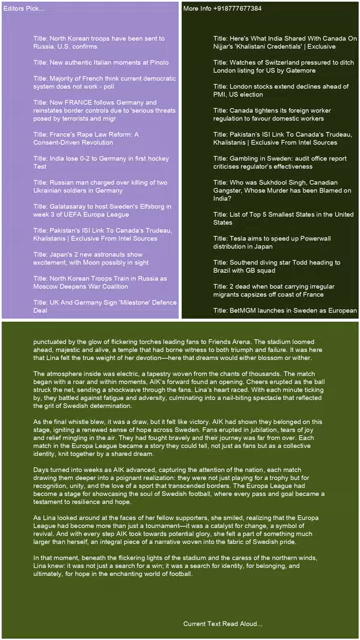 Editors Pick...
Title: North Korean troops have been sent to
Russia, U.S. confirms
Title: New authentic Italian moments at Pinolo
Title: Majority of French think current democratic
system does not work - poll
Title: Now FRANCE follows Germany and
reinstates border controls due to 'serious threats
posed by terrorists and migr
Title: France's Rape Law Reform: A
Consent-Driven Revolution
Title: India lose 0-2 to Germany in first hockey
Test
Title: Russian man charged over killing of two
Ukrainian soldiers in Germany
Title: Galatasaray to host Sweden's Elfsborg in
week 3 of UEFA Europa League
Title: Pakistan's ISI Link To Canada's Trudeau,
Khalistanis | Exclusive From Intel Sources
Title: Japan's 2 new astronauts show
excitement, with Moon possibly in sight
Title: North Korean Troops Train in Russia as
Moscow Deepens War Coalition
Title: UK And Germany Sign 'Milestone' Defence
Deal
More Info +918777677384
Title: Here's What India Shared With Canada On
Nijjar's 'Khalistani Credentials' | Exclusive
Title: Watches of Switzerland pressured to ditch
London listing for US by Gatemore
Title: London stocks extend declines ahead of
PMI, US election
Title: Canada tightens its foreign worker
regulation to favour domestic workers
Title: Pakistan's ISI Link To Canada's Trudeau,
Khalistanis | Exclusive From Intel Sources
Title: Gambling in Sweden: audit office report
criticises regulator's effectiveness
Title: Who was Sukhdool Singh, Canadian
Gangster, Whose Murder has been Blamed on
India?
Title: List of Top 5 Smallest States in the United
States
Title: Tesla aims to speed up Powerwall
distribution in Japan
Title: Southend diving star Todd heading to
Brazil with GB squad
Title: 2 dead when boat carrying irregular
migrants capsizes off coast of France
Title: BetMGM launches in Sweden as European
punctuated by the glow of flickering torches leading fans to Friends Arena. The stadium loomed
ahead, majestic and alive, a temple that had borne witness to both triumph and failure. It was here
that Lina felt the true weight of her devotion—here that dreams would either blossom or wither.
The atmosphere inside was electric, a tapestry woven from the chants of thousands. The match
began with a roar and within moments, AIK's forward found an opening. Cheers erupted as the ball
struck the net, sending a shockwave through the fans. Lina's heart raced. With each minute ticking
by, they battled against fatigue and adversity, culminating into a nail-biting spectacle that reflected
the grit of Swedish determination.
As the final whistle blew, it was a draw, but it felt like victory. AIK had shown they belonged on this
stage, igniting a renewed sense of hope across Sweden. Fans erupted in jubilation, tears of joy
and relief mingling in the air. They had fought bravely and their journey was far from over. Each
match in the Europa League became a story they could tell, not just as fans but as a collective
identity, knit together by a shared dream.
Days turned into weeks as AIK advanced, capturing the attention of the nation, each match
drawing them deeper into a poignant realization: they were not just playing for a trophy but for
recognition, unity, and the love of a sport that transcended borders. The Europa League had
become a stage for showcasing the soul of Swedish football, where every pass and goal became a
testament to resilience and hope.
As Lina looked around at the faces of her fellow supporters, she smiled, realizing that the Europa
League had become more than just a tournament—it was a catalyst for change, a symbol of
revival. And with every step AIK took towards potential glory, she felt a part of something much
larger than herself, an integral piece of a narrative woven into the fabric of Swedish pride.
In that moment, beneath the flickering lights of the stadium and the caress of the northern winds,
Lina knew: it was not just a search for a win; it was a search for identity, for belonging, and
ultimately, for hope in the enchanting world of football.
Current Text Read Aloud...